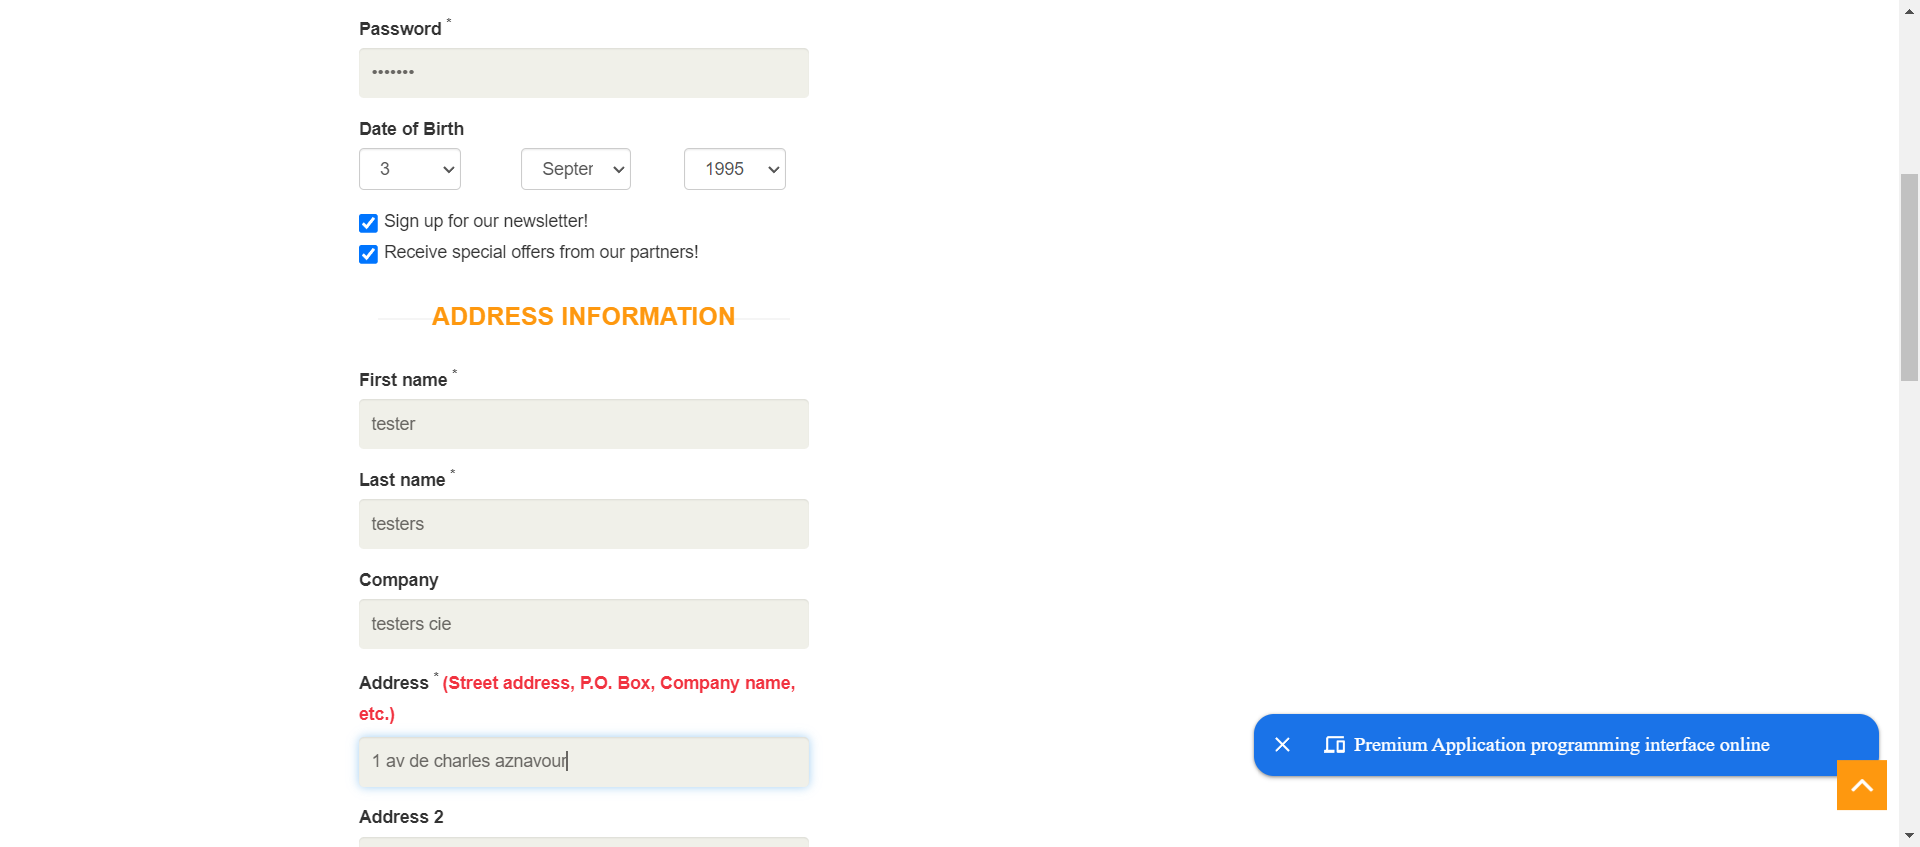 Password *
•••••••
Date of Birth
3 Septer 1995
Sign up for our newsletter!
Receive special offers from our partners!
ADDRESS INFORMATION
First name *
tester
Last name *
testers
Company
testers cie
Address * (Street address, P.O. Box, Company name,
etc.)
1 av de charles aznavour
Premium Application programming interface online
Address 2